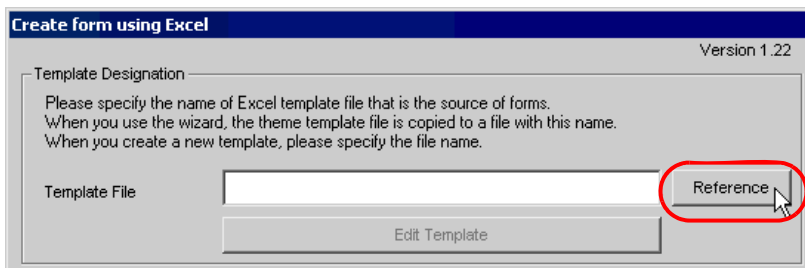 Create form using Excel
Version 1.22
Template Designation
Please specify the name of Excel template file that is the source of forms.
When you use the wizard, the theme template file is copied to a file with this name.
When you create a new template, please specify the file name.
Template File
Reference
Edit Template